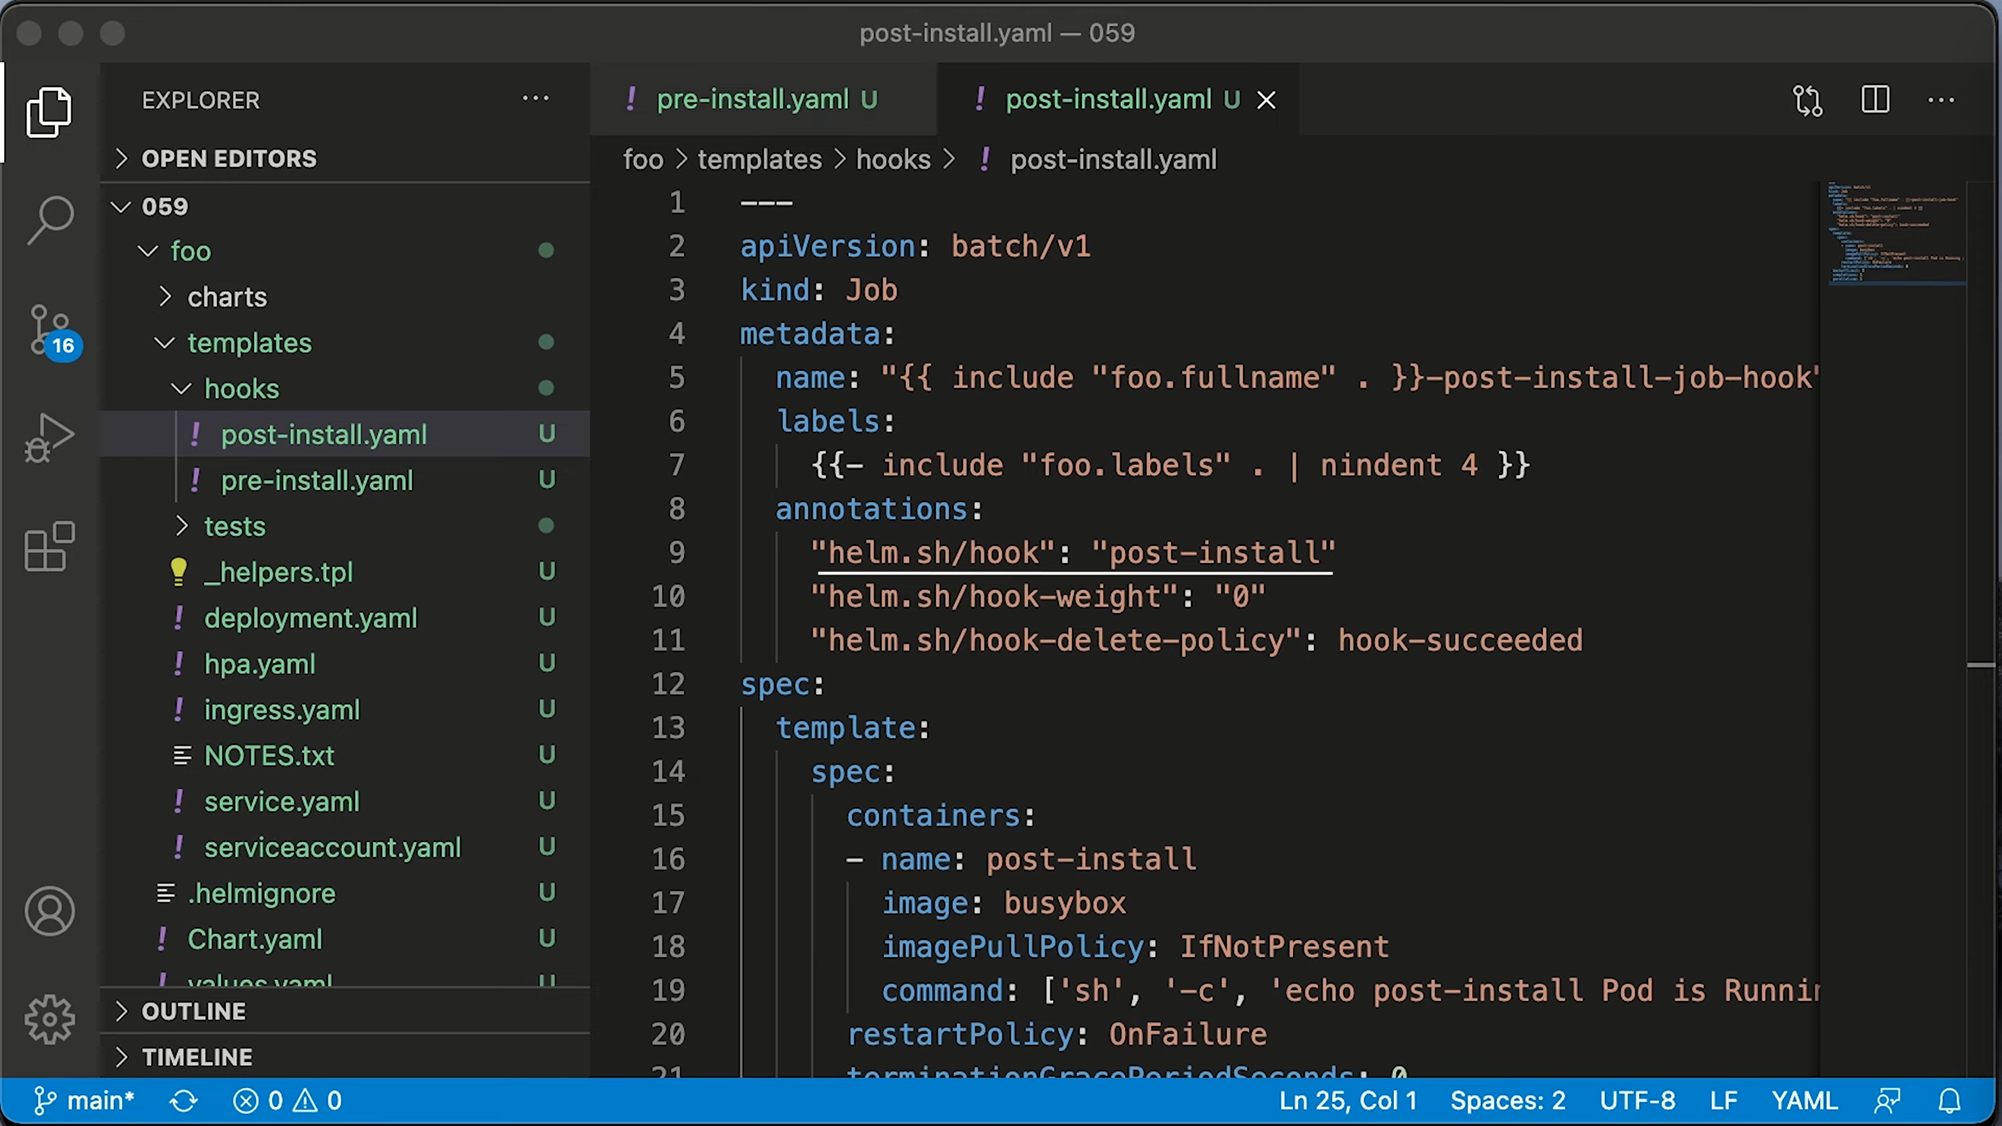 post-install.yaml — 059
EXPLORER
OPEN EDITORS
059
foo
charts
templates
hooks
post-install.yaml U
pre-install.yaml U
tests
_helpers.tpl U
deployment.yaml U
hpa.yaml U
ingress.yaml U
NOTES.txt U
service.yaml U
serviceaccount.yaml U
.helmignore U
Chart.yaml U
values.yaml U
OUTLINE
TIMELINE
16
pre-install.yaml U
post-install.yaml U
foo > templates > hooks > ! post-install.yaml
1 ---
2 apiVersion: batch/v1
3 kind: Job
4 metadata:
5 name: "{{ include "foo.fullname" . }}-post-install-job-hook"
6 labels:
7 {{- include "foo.labels" . | nindent 4 }}
8 annotations:
9 "helm.sh/hook": "post-install"
10 "helm.sh/hook-weight": "0"
11 "helm.sh/hook-delete-policy": hook-succeeded
12 spec:
13 template:
14 spec:
15 containers:
16 - name: post-install
17 image: busybox
18 imagePullPolicy: IfNotPresent
19 command: ['sh', '-c', 'echo post-install Pod is Runnin
20 restartPolicy: OnFailure
21 terminationGracePeriodSeconds: 0
main* 0 0
Ln 25, Col 1 Spaces: 2 UTF-8 LF YAML